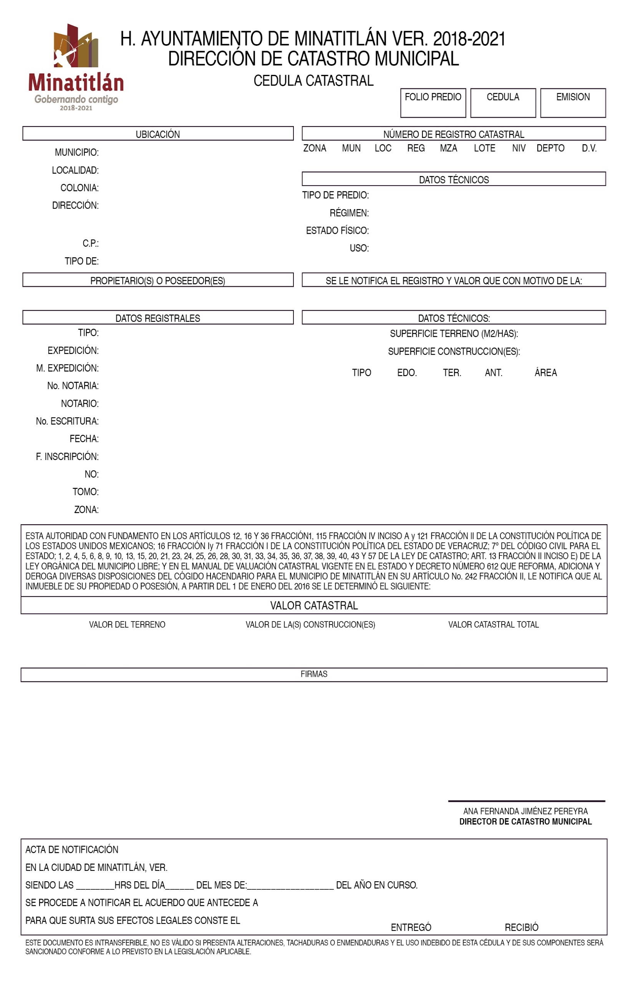 H. AYUNTAMIENTO DE MINATITLÁN VER. 2018-2021
DIRECCIÓN DE CATASTRO MUNICIPAL
CEDULA CATASTRAL
Minatitlán
Gobernando contigo
2018-2021
FOLIO PREDIO
CEDULA
EMISION
UBICACIÓN
MUNICIPIO:
LOCALIDAD:
COLONIA:
DIRECCIÓN:
C.P.:
TIPO DE:
NÚMERO DE REGISTRO CATASTRAL
ZONA MUN LOC REG MZA LOTE NIV DEPTO D.V.
DATOS TÉCNICOS
TIPO DE PREDIO:
RÉGIMEN:
ESTADO FÍSICO:
USO:
PROPIETARIO(S) O POSEEDOR(ES)
SE LE NOTIFICA EL REGISTRO Y VALOR QUE CON MOTIVO DE LA:
DATOS REGISTRALES
TIPO:
EXPEDICIÓN:
M. EXPEDICIÓN:
No. NOTARIA:
NOTARIO:
No. ESCRITURA:
FECHA:
F. INSCRIPCIÓN:
NO:
TOMO:
ZONA:
DATOS TÉCNICOS:
SUPERFICIE TERRENO (M2/HAS):
SUPERFICIE CONSTRUCCION(ES):
TIPO EDO. TER. ANT. ÁREA
ESTA AUTORIDAD CON FUNDAMENTO EN LOS ARTÍCULOS 12, 16 Y 36 FRACCIÓN1, 115 FRACCIÓN IV INCISO A y 121 FRACCIÓN II DE LA CONSTITUCIÓN POLÍTICA DE
LOS ESTADOS UNIDOS MEXICANOS; 16 FRACCIÓN Iy 71 FRACCIÓN I DE LA CONSTITUCIÓN POLÍTICA DEL ESTADO DE VERACRUZ; 7º DEL CÓDIGO CIVIL PARA EL
ESTADO; 1, 2, 4, 5, 6, 8, 9, 10, 13, 15, 20, 21, 23, 24, 25, 26, 28, 30, 31, 33, 34, 35, 36, 37, 38, 39, 40, 43 Y 57 DE LA LEY DE CATASTRO; ART. 13 FRACCIÓN II INCISO E) DE LA
LEY ORGÁNICA DEL MUNICIPIO LIBRE; Y EN EL MANUAL DE VALUACIÓN CATASTRAL VIGENTE EN EL ESTADO Y DECRETO NÚMERO 612 QUE REFORMA, ADICIONA Y
DEROGA DIVERSAS DISPOSICIONES DEL CÓGIDO HACENDARIO PARA EL MUNICIPIO DE MINATITLÁN EN SU ARTÍCULO No. 242 FRACCIÓN II, LE NOTIFICA QUE AL
INMUEBLE DE SU PROPIEDAD O POSESIÓN, A PARTIR DEL 1 DE ENERO DEL 2016 SE LE DETERMINÓ EL SIGUIENTE:
VALOR CATASTRAL
VALOR DEL TERRENO VALOR DE LA(S) CONSTRUCCION(ES) VALOR CATASTRAL TOTAL
FIRMAS
ANA FERNANDA JIMÉNEZ PEREYRA
DIRECTOR DE CATASTRO MUNICIPAL
ACTA DE NOTIFICACIÓN
EN LA CIUDAD DE MINATITLÁN, VER.
SIENDO LAS ________HRS DEL DÍA______ DEL MES DE:__________________ DEL AÑO EN CURSO.
SE PROCEDE A NOTIFICAR EL ACUERDO QUE ANTECEDE A
PARA QUE SURTA SUS EFECTOS LEGALES CONSTE EL
ENTREGÓ RECIBIÓ
ESTE DOCUMENTO ES INTRANSFERIBLE, NO ES VÁLIDO SI PRESENTA ALTERACIONES, TACHADURAS O ENMENDADURAS Y EL USO INDEBIDO DE ESTA CÉDULA Y DE SUS COMPONENTES SERÁ
SANCIONADO CONFORME A LO PREVISTO EN LA LEGISLACIÓN APLICABLE.